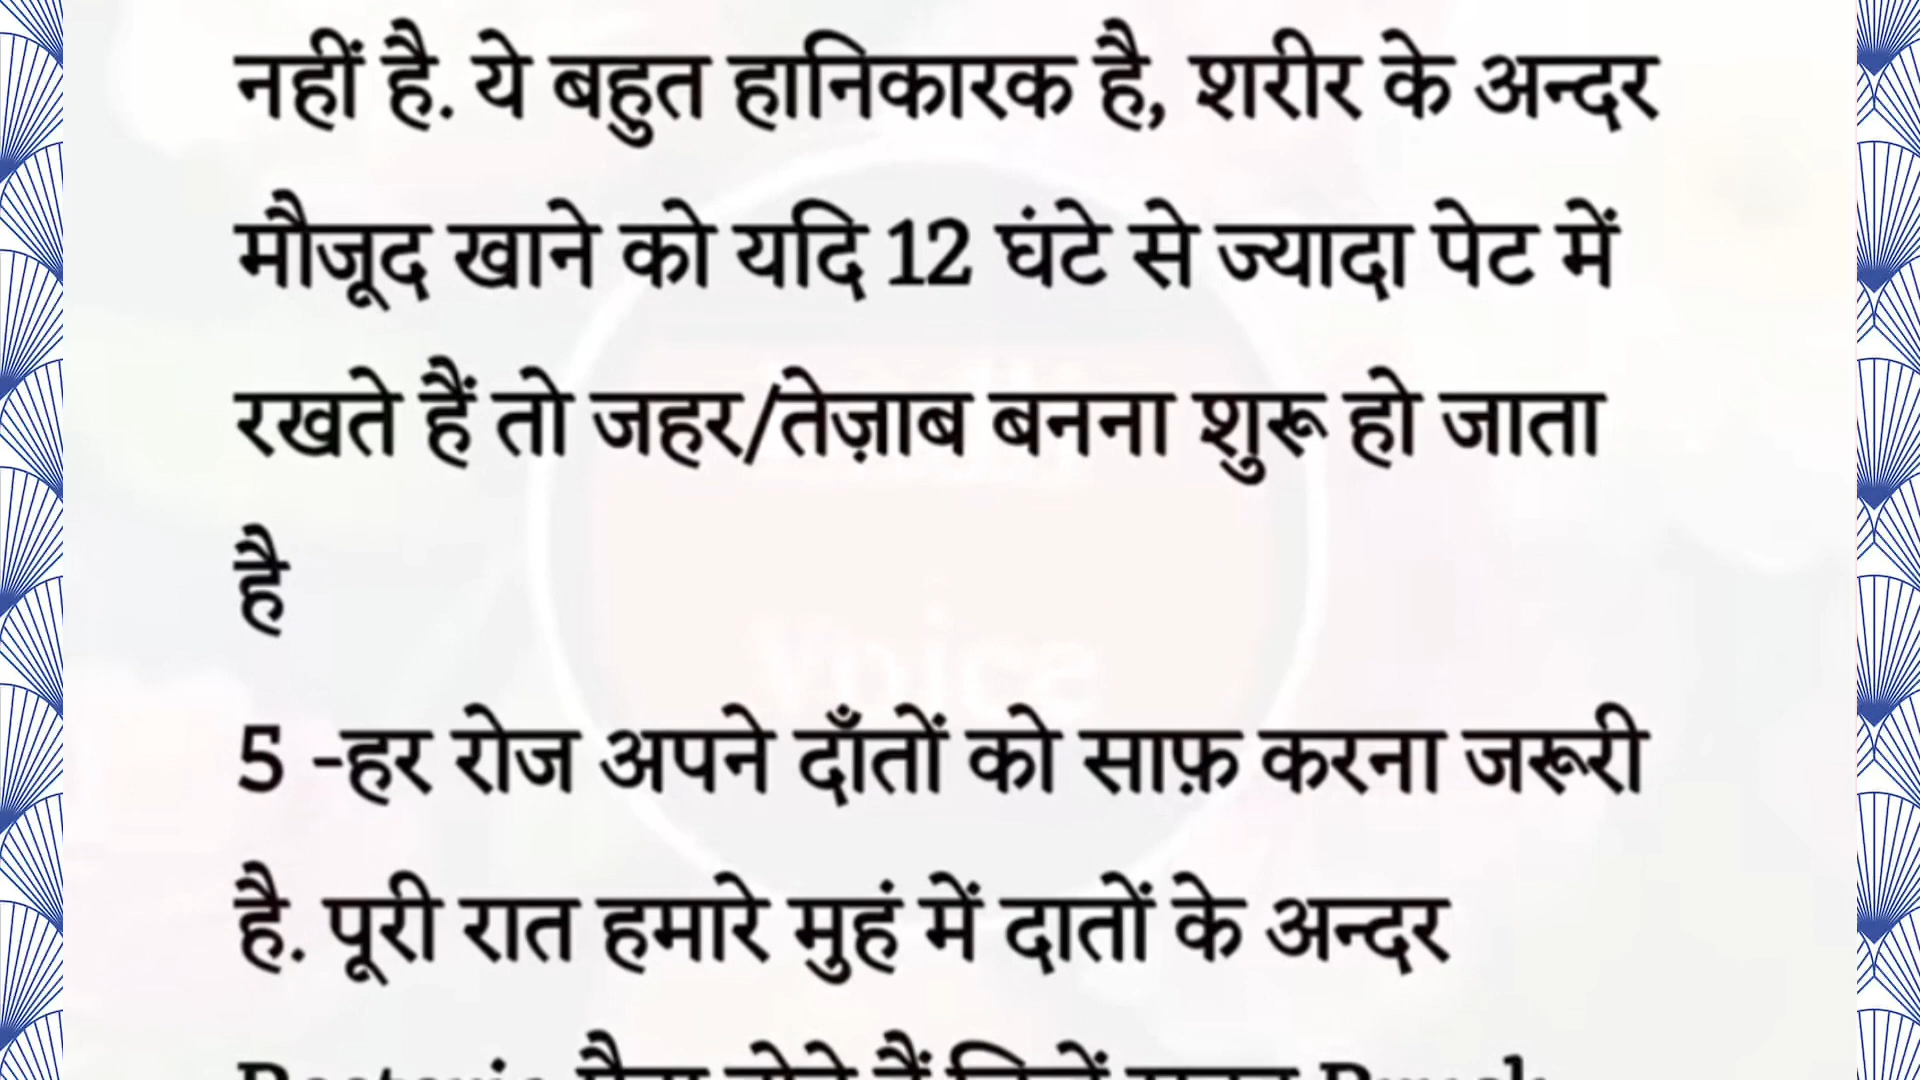 नहीं है. ये बहुत हानिकारक है, शरीर के अन्दर
मौजूद खाने को यदि 12 घंटे से ज्यादा पेट में
रखते हैं तो जहर/तेज़ाब बनना शुरू हो जाता
है
voice
5 -हर रोज अपने दाँतों को साफ़ करना जरूरी
है. पूरी रात हमारे मुहं में दातों के अन्दर